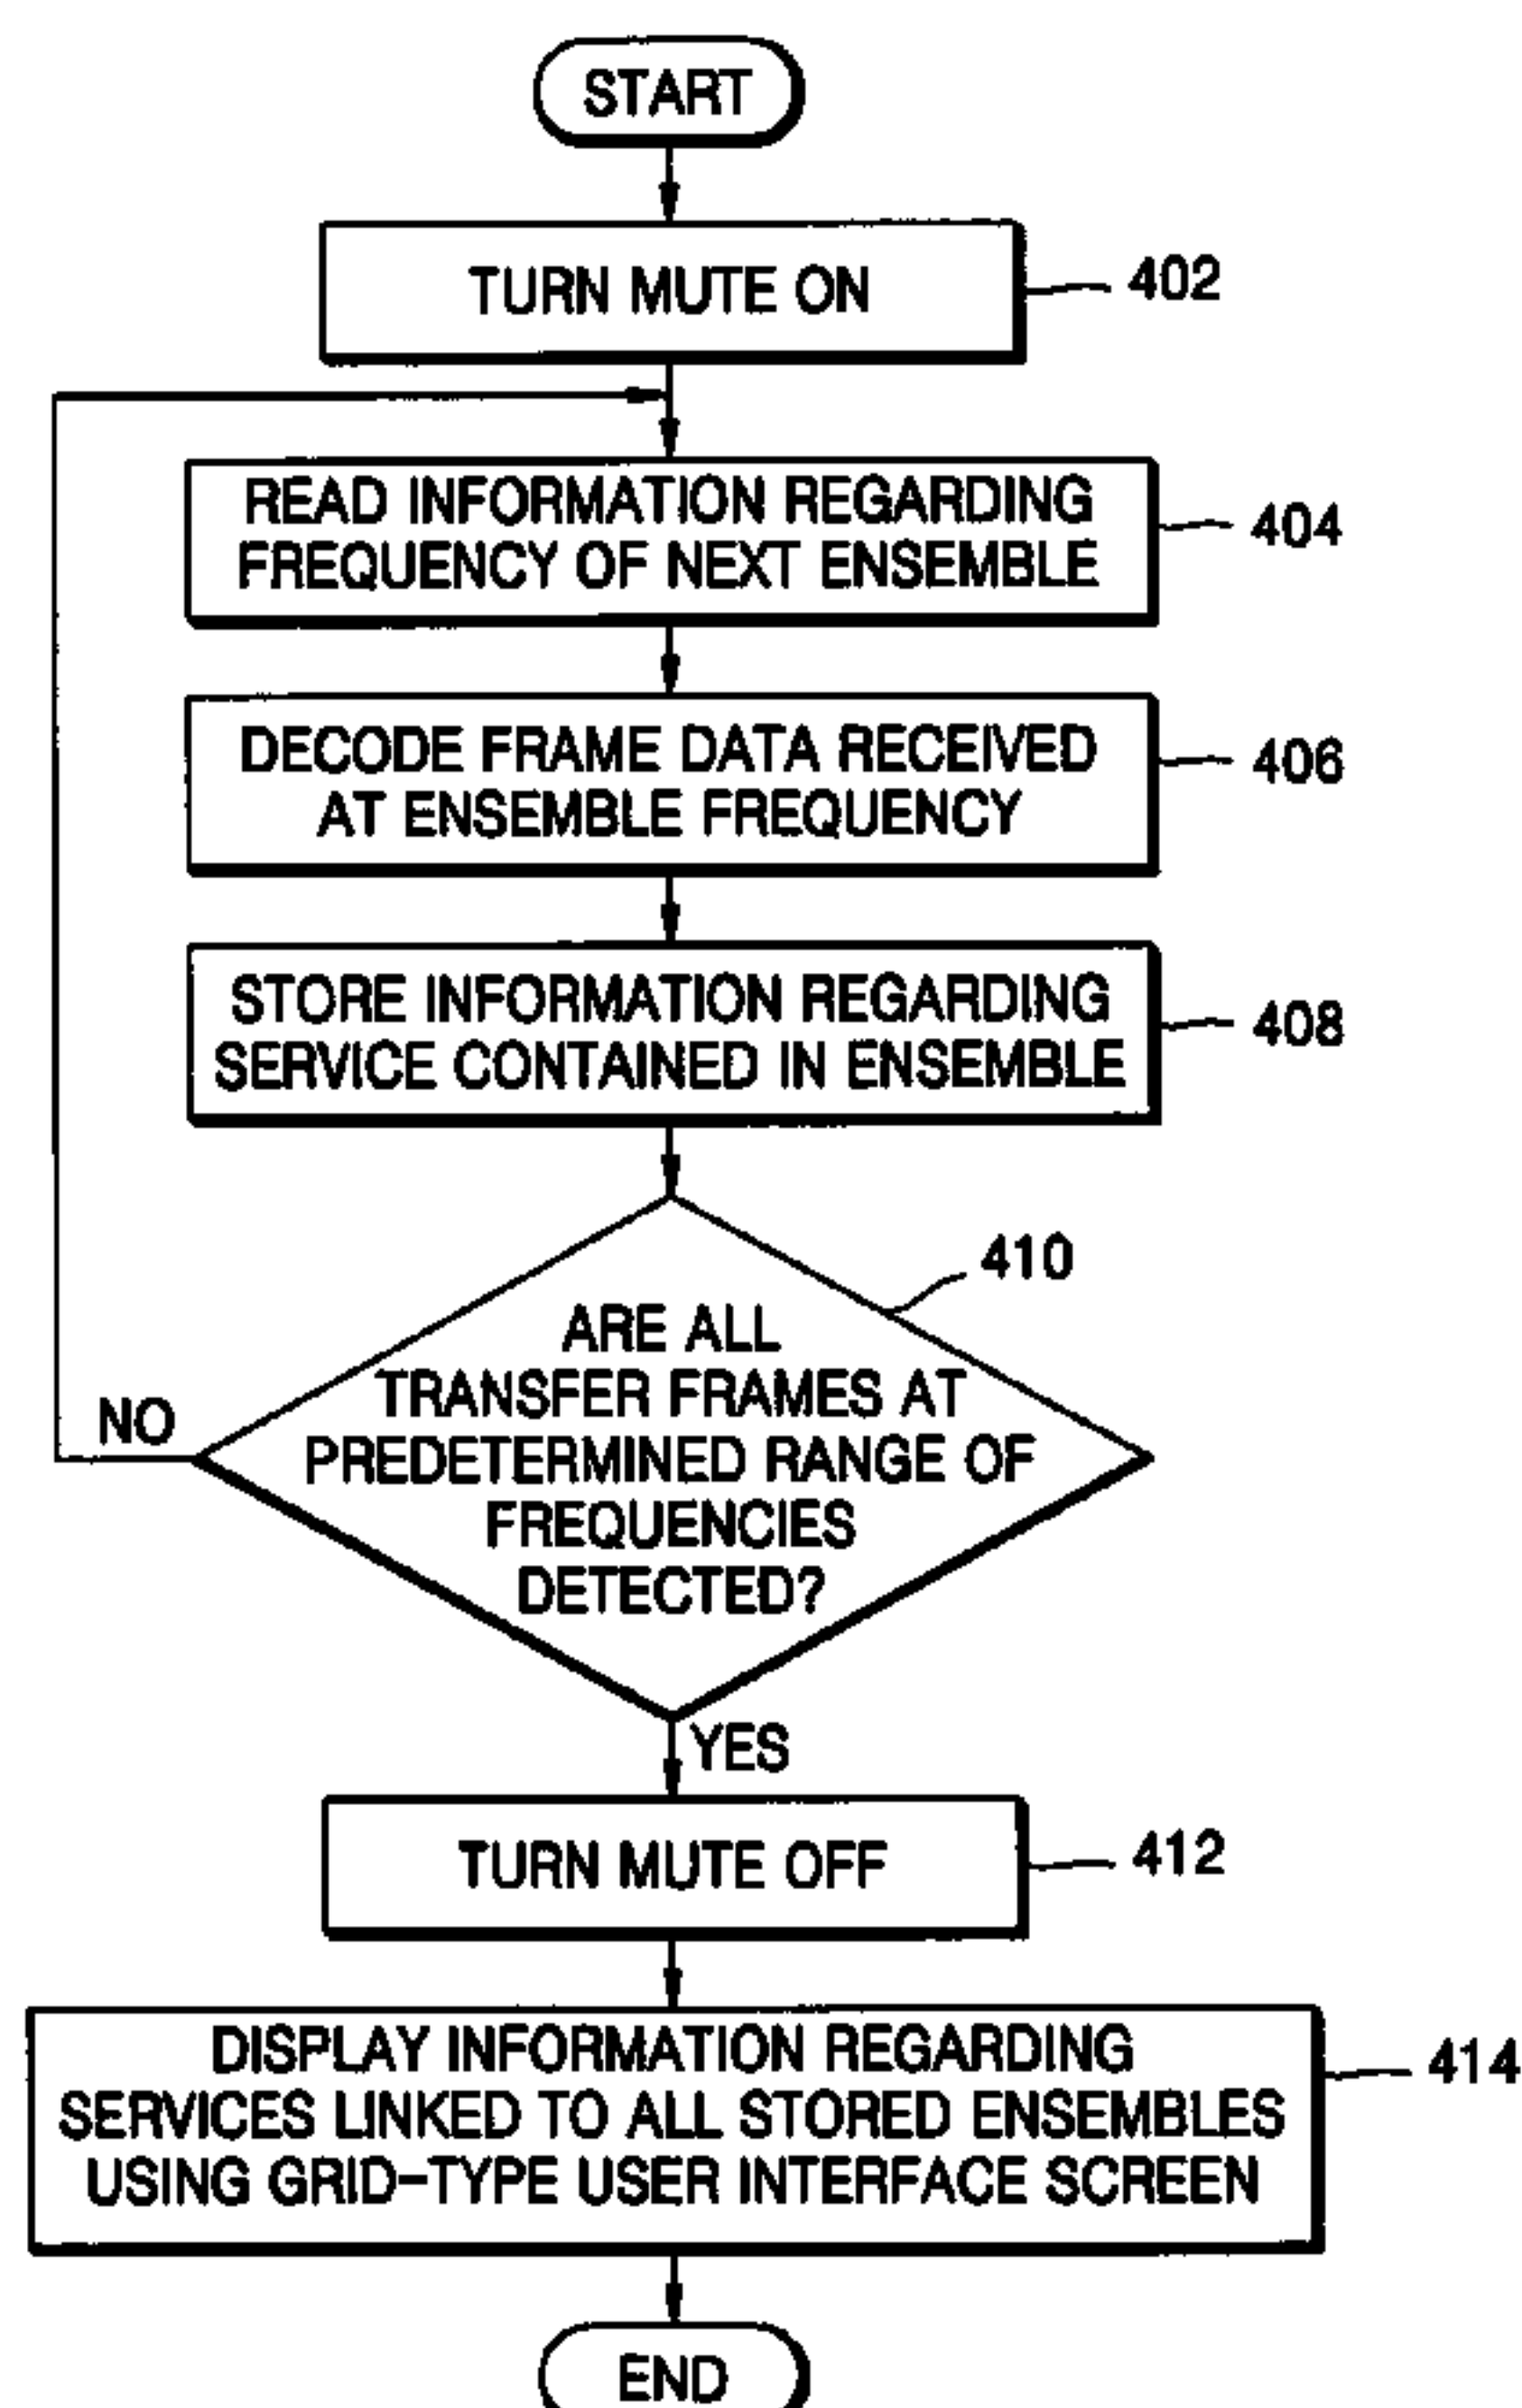 START
TURN MUTE ON
402
READ INFORMATION REGARDING
FREQUENCY OF NEXT ENSEMBLE
404
DECODE FRAME DATA RECEIVED
AT ENSEMBLE FREQUENCY
406
STORE INFORMATION REGARDING
SERVICE CONTAINED IN ENSEMBLE
408
410
ARE ALL
TRANSFER FRAMES AT
PREDETERMINED RANGE OF
FREQUENCIES
DETECTED?
NO
YES
TURN MUTE OFF
412
DISPLAY INFORMATION REGARDING
SERVICES LINKED TO ALL STORED ENSEMBLES
USING GRID-TYPE USER INTERFACE SCREEN
414
END